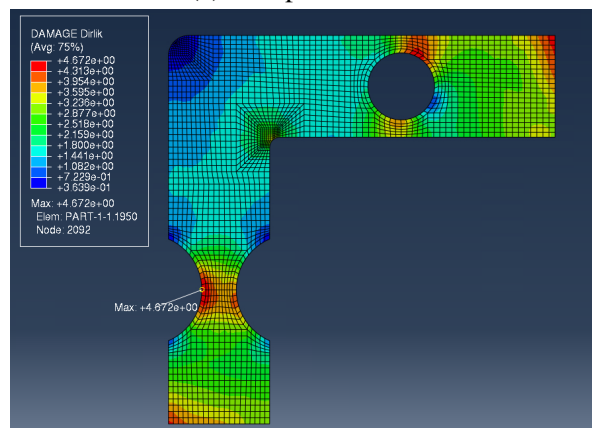 DAMAGE Dirlik
(Avg: 75%)
+4.672e+00
+4.313e+00
+3.954e+00
+3.595e+00
+3.236e+00
+2.877e+00
+2.518e+00
+2.159e+00
+1.800e+00
+1.441e+00
+1.082e+00
+7.229e-01
+3.639e-01
Max: +4.672e+00
Elem: PART-1-1.1950
Node: 2092
Max: +4.672e+00